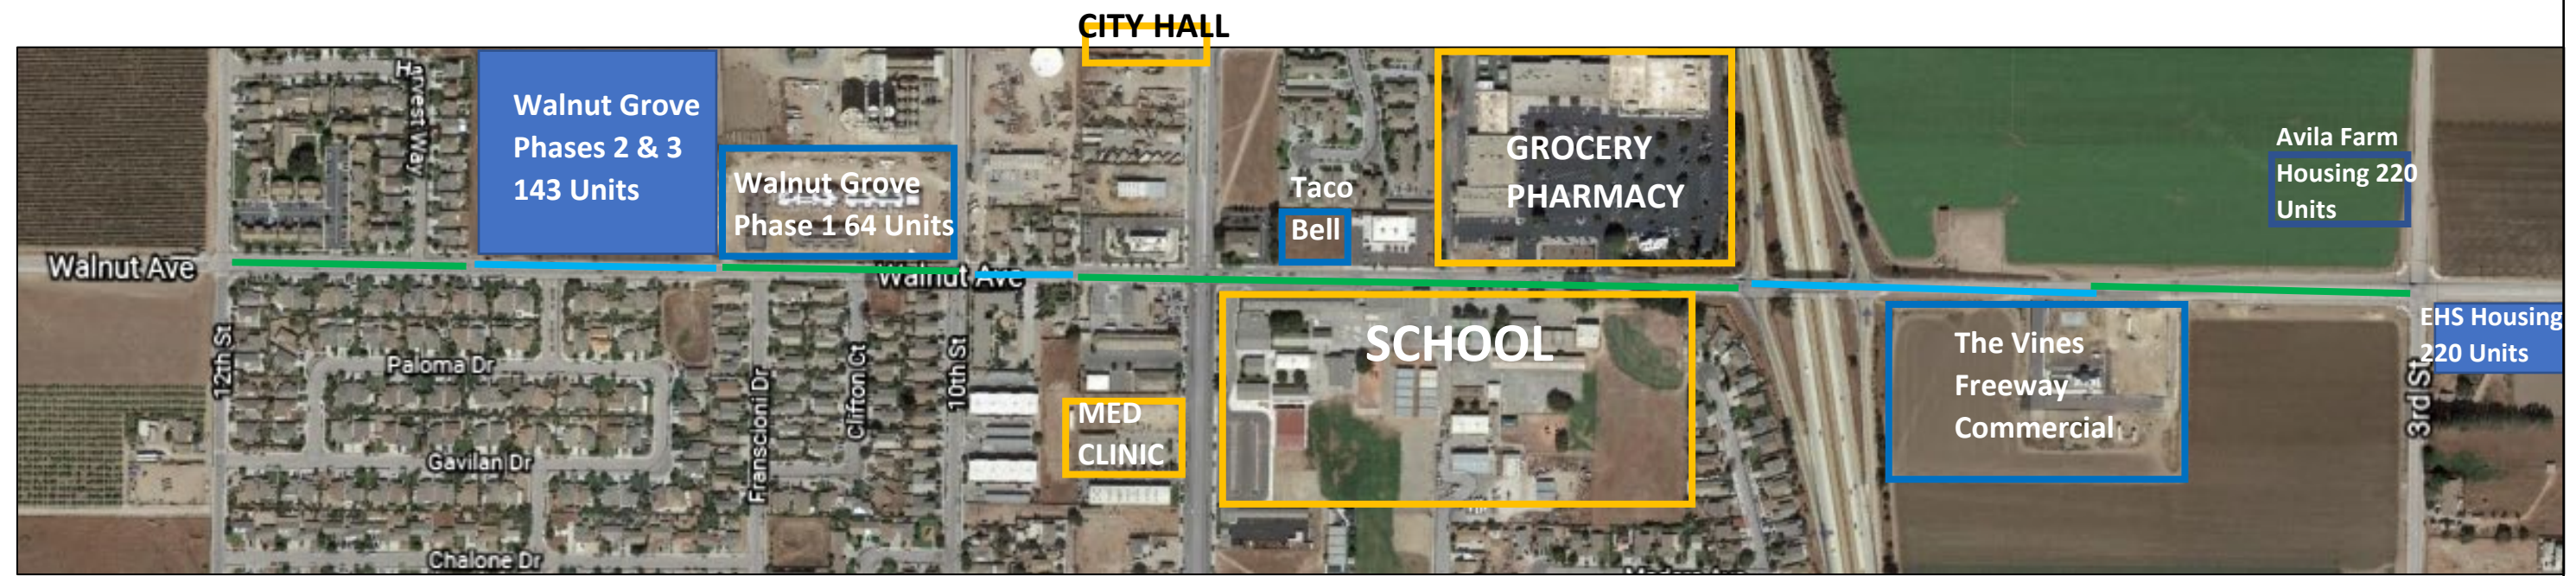 CITY HALL
Harvest Way
Walnut Grove
Phases 2 & 3
143 Units
Walnut Grove
Phase 1 64 Units
Taco
Bell
GROCERY
PHARMACY
Avila Farm
Housing 220
Units
Walnut Ave
Walnut Ave
12th St
Paloma Dr
Gavilan Dr
Chalone Dr
Franscioni Dr
Clifton Ct
10th St
MED
CLINIC
SCHOOL
The Vines
Freeway
Commercial
3rd St
EHS Housing
220 Units